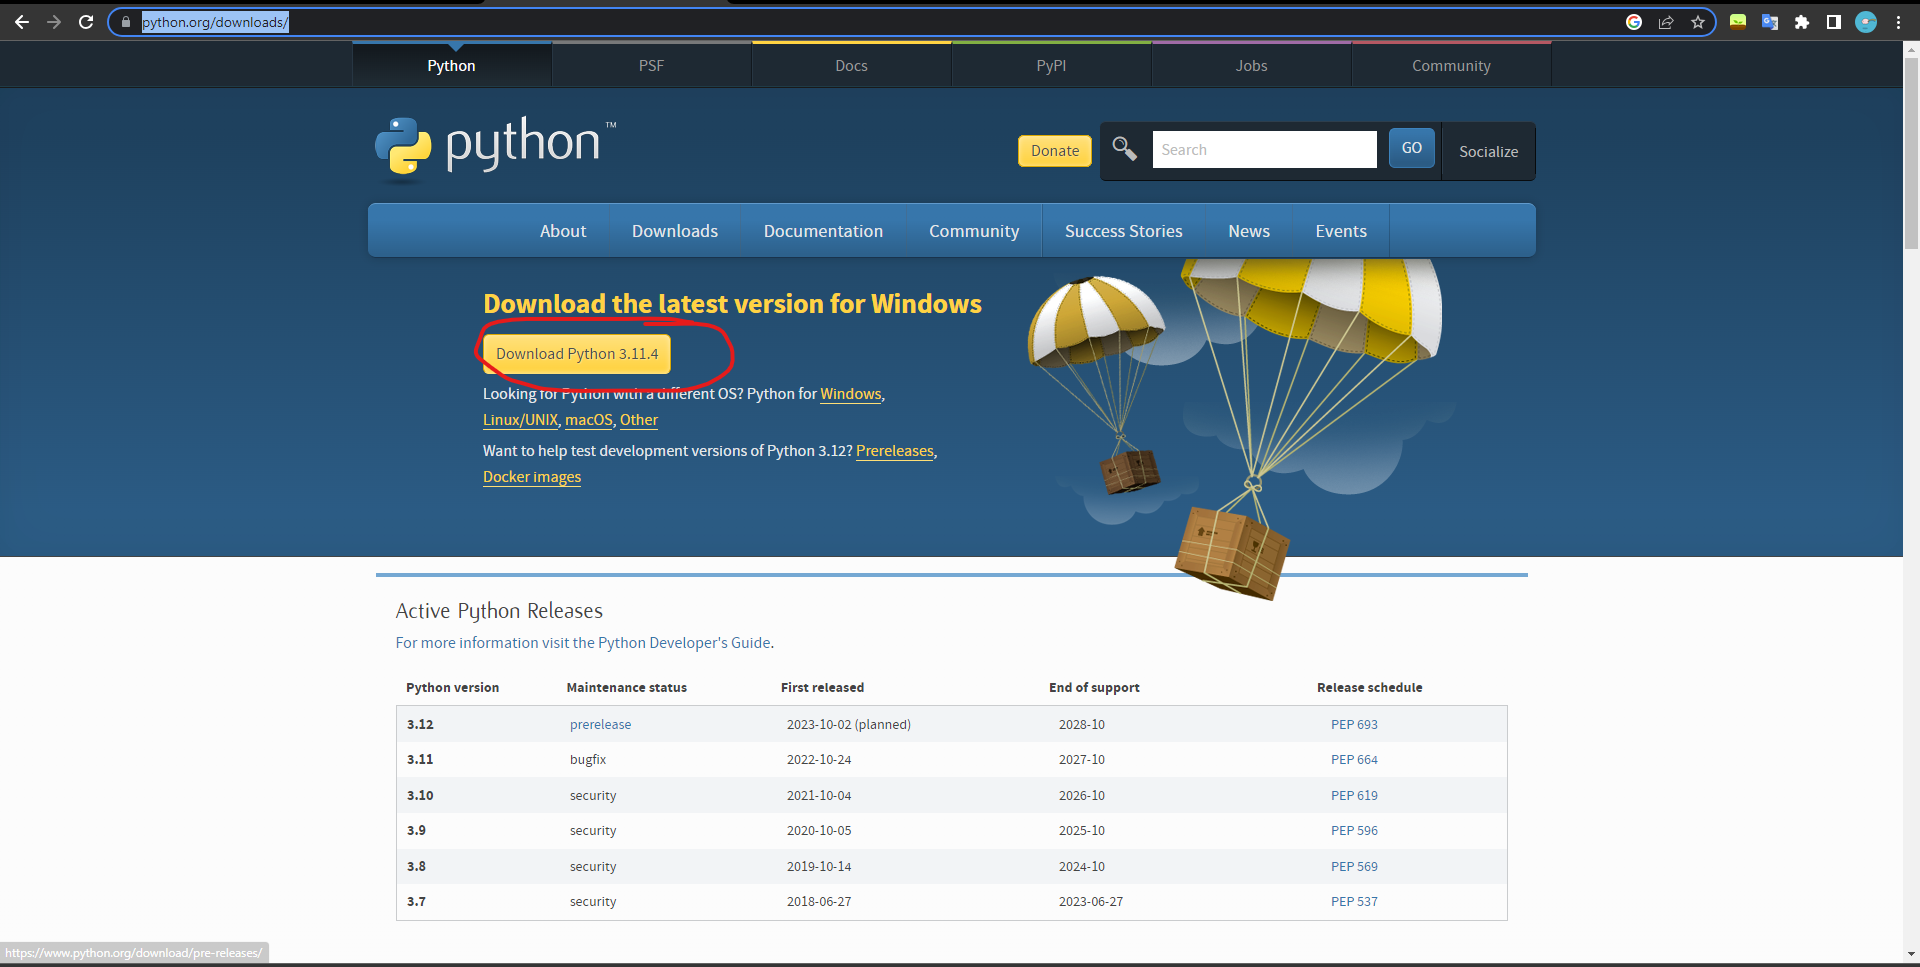 python.org/downloads/
Python PSF Docs PyPI Jobs Community
python™
Donate Search GO Socialize
About Downloads Documentation Community Success Stories News Events
Download the latest version for Windows
Download Python 3.11.4
Looking for Python with a different OS? Python for Windows,
Linux/UNIX, macOS, Other
Want to help test development versions of Python 3.12? Prereleases,
Docker images
Active Python Releases
For more information visit the Python Developer's Guide.
Python version Maintenance status First released End of support Release schedule
3.12 prerelease 2023-10-02 (planned) 2028-10 PEP 693
3.11 bugfix 2022-10-24 2027-10 PEP 664
3.10 security 2021-10-04 2026-10 PEP 619
3.9 security 2020-10-05 2025-10 PEP 596
3.8 security 2019-10-14 2024-10 PEP 569
3.7 security 2018-06-27 2023-06-27 PEP 537
https://www.python.org/download/pre-releases/